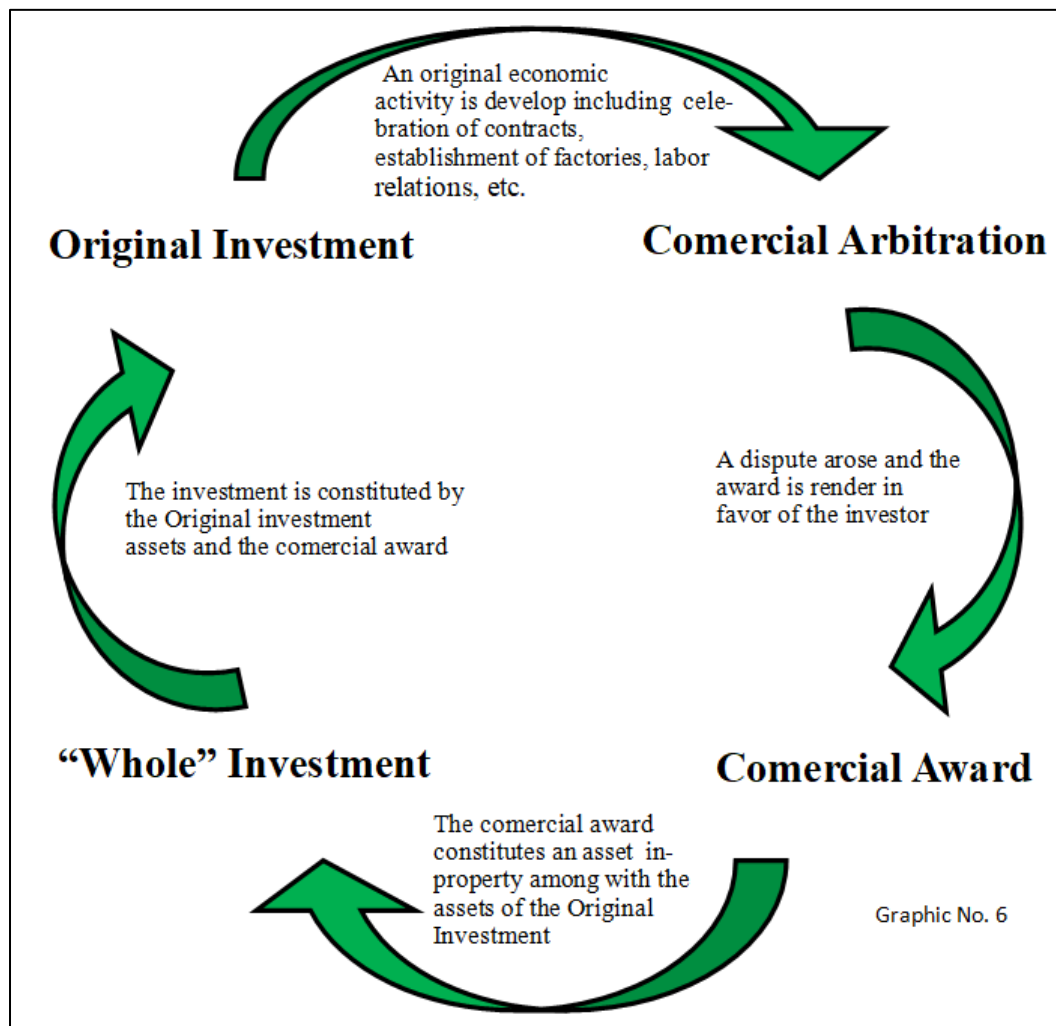 An original economic
activity is develop including cele-
bration of contracts,
establishment of factories, labor
relations, etc.
Original Investment
Comercial Arbitration
A dispute arose and the
award is render in
favor of the investor
The investment is constituted by
the Original investment
assets and the comercial award
“Whole” Investment
Comercial Award
The comercial award
constitutes an asset in-
property among with the
assets of the Original
Investment
Graphic No. 6